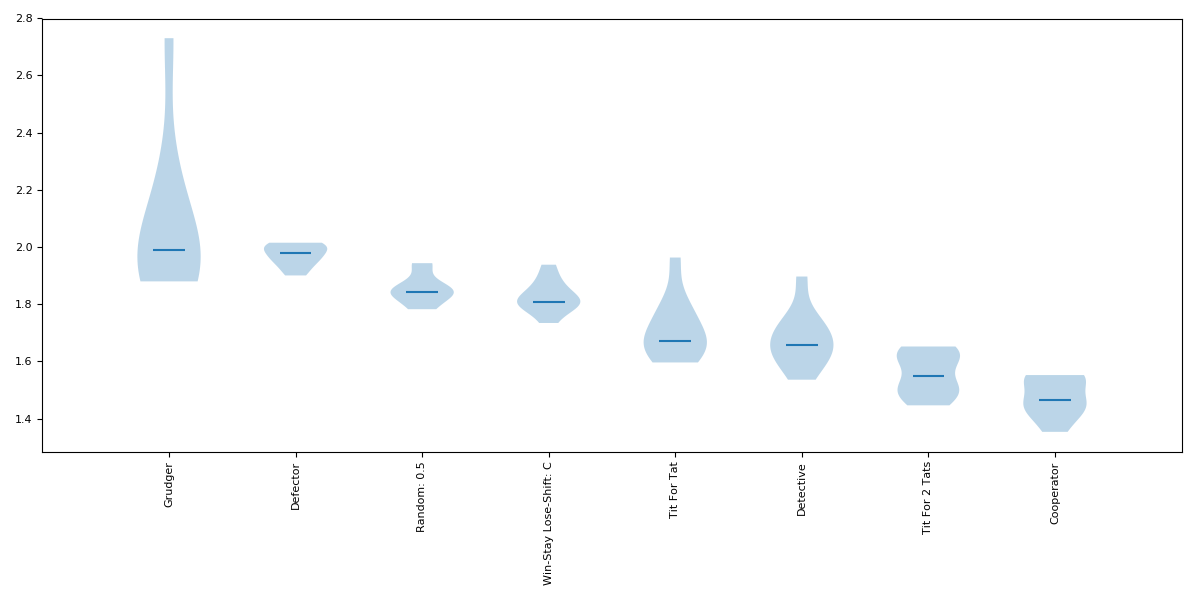 2.8
2.6
2.4
2.2
2.0
1.8
1.6
1.4
Grudger
Defector
Random: 0.5
Win-Stay Lose-Shift: C
Tit For Tat
Detective
Tit For 2 Tats
Cooperator